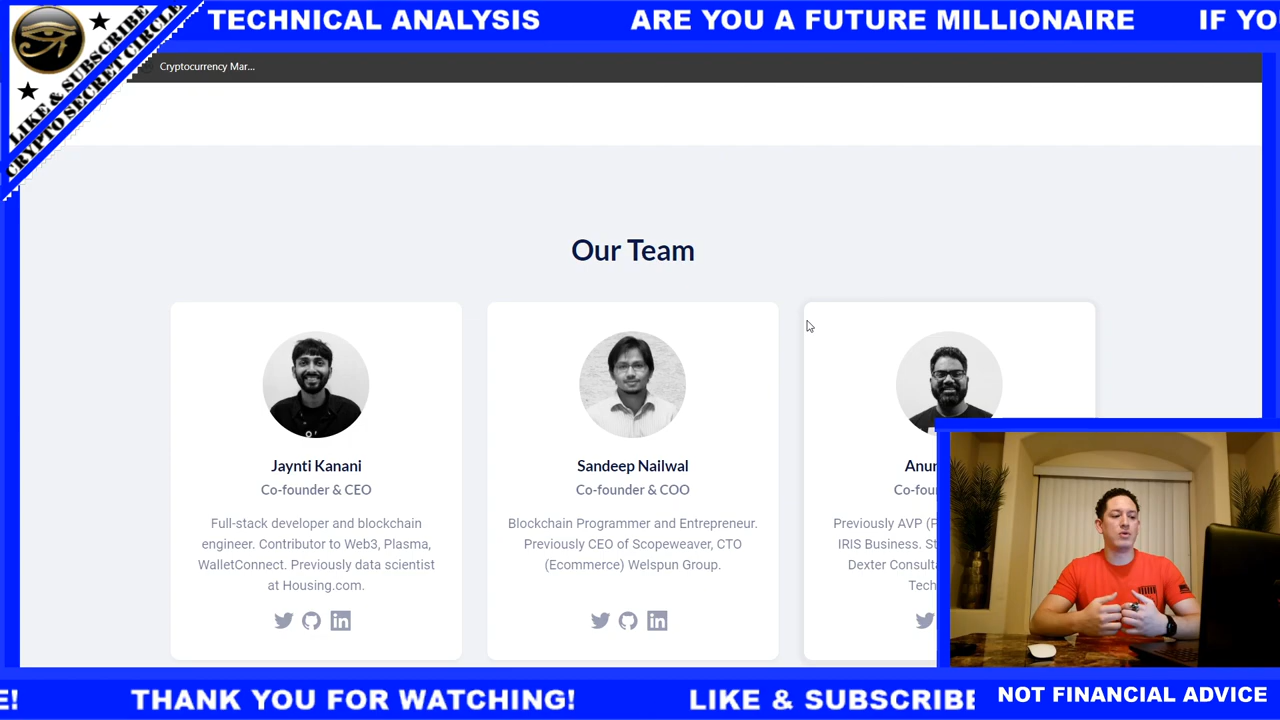 TECHNICAL ANALYSIS
ARE YOU A FUTURE MILLIONAIRE
IF YO
LIKE & SUBSCRIBE
CRYPTO SECRET CIRCLE
Cryptocurrency Mar...
Our Team
Jaynti Kanani
Co-founder & CEO
Full-stack developer and blockchain
engineer. Contributor to Web3, Plasma,
WalletConnect. Previously data scientist
at Housing.com.
Sandeep Nailwal
Co-founder & COO
Blockchain Programmer and Entrepreneur.
Previously CEO of Scopeweaver, CTO
(Ecommerce) Welspun Group.
Anur
Co-fou
Previously AVP (P
IRIS Business. St
Dexter Consulta
Tech
E!
THANK YOU FOR WATCHING!
LIKE & SUBSCRIBE
NOT FINANCIAL ADVICE